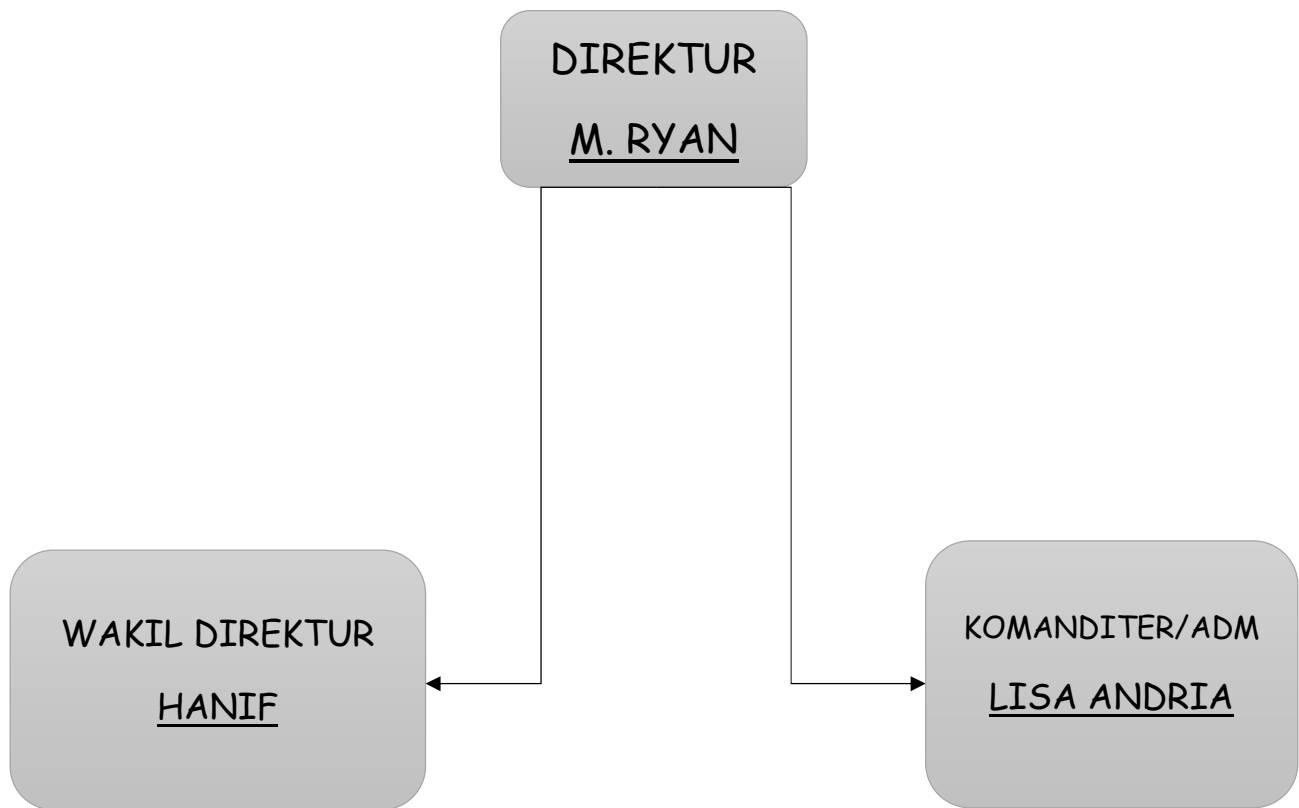 DIREKTUR
M. RYAN
WAKIL DIREKTUR
HANIF
KOMANDITER/ADM
LISA ANDRIA